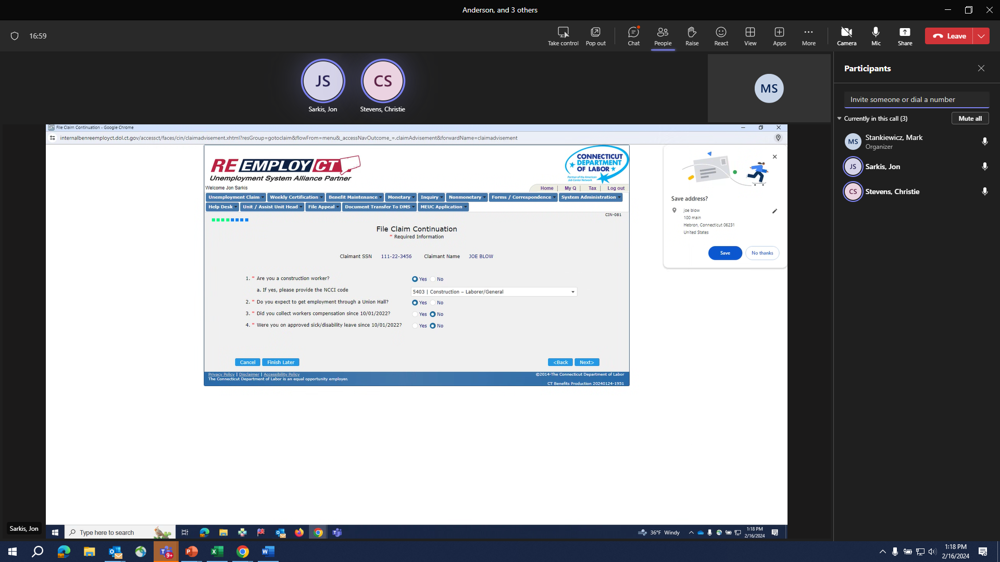 Anderson, and 3 others
16:59
Take control
Pop out
Chat
People
Raise
React
View
Apps
More
Camera
Mic
Share
Leave
JS
Sarkis, Jon
CS
Stevens, Christie
MS
Participants
Invite someone or dial a number
Currently in this call (3)
Mute all
MS
Stankiewicz, Mark
Organizer
JS
Sarkis, Jon
CS
Stevens, Christie
File Claim Continuation - Google Chrome
internalbenreemployct.dol.ct.gov/accessct/faces/cin/claimadvisement.xhtml?resGroup=gotoclaim&flowFrom=menu&_accessNavOutcome_=.claimAdvisement&forwardName=claimadvisement
REEMPLOYCT
Unemployment System Alliance Partner
CONNECTICUT
DEPARTMENT
OF LABOR
Partner of the American
Job Center Network
Welcome Jon Sarkis
Home | My Q | Tax | Log out
Unemployment Claim
Weekly Certification
Benefit Maintenance
Monetary
Inquiry
Nonmonetary
Forms / Correspondence
System Administration
Help Desk
Unit / Assist Unit Head
File Appeal
Document Transfer To DMS
MEUC Application
CIN-081
File Claim Continuation
* Required Information
Claimant SSN 111-22-3456 Claimant Name JOE BLOW
1. * Are you a construction worker? Yes No
a. If yes, please provide the NCCI code 5403 | Construction – Laborer/General
2. * Do you expect to get employment through a Union Hall? Yes No
3. * Did you collect workers compensation since 10/01/2022? Yes No
4. * Were you on approved sick/disability leave since 10/01/2022? Yes No
Cancel
Finish Later
<Back
Next>
Privacy Policy | Disclaimer | Accessibility Policy
The Connecticut Department of Labor is an equal opportunity employer.
©2014-The Connecticut Department of Labor
CT Benefits Production 20240124-1951
Save address?
joe blow
100 main
Hebron, Connecticut 06231
United States
Save
No thanks
Sarkis, Jon
Type here to search
36°F Windy
1:18 PM
2/16/2024
9+
1:18 PM
2/16/2024